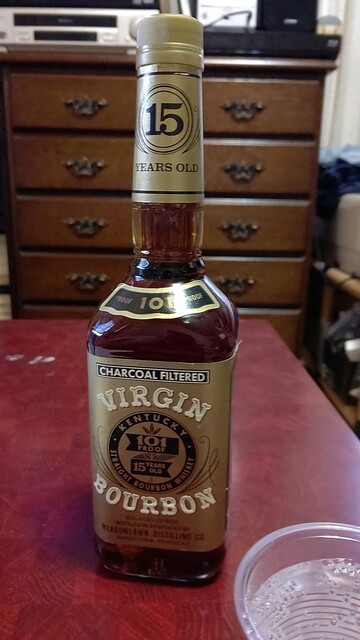 15
YEARS OLD
PROOF 101 PROOF
CHARCOAL FILTERED
VIRGIN
KENTUCKY
101
PROOF
15 YEARS
OLD
STRAIGHT BOURBON WHISKEY
BOURBON
MEADOWLAWN DISTILLING CO.